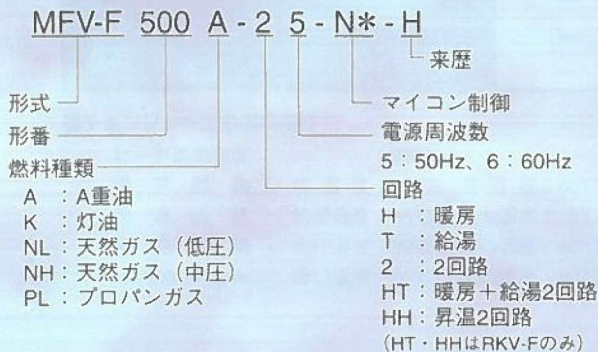 MFV-F 500 A-2 5-N*-H
来歴
形式
マイコン制御
形番
電源周波数
5：50Hz、6：60Hz
燃料種類
A ：A重油
K ：灯油
NL：天然ガス（低圧）
NH：天然ガス（中圧）
PL：プロパンガス
回路
H ：暖房
T ：給湯
2 ：2回路
HT：暖房＋給湯2回路
HH：昇温2回路
（HT・HHはRKV-Fのみ）